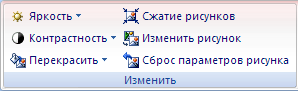 Яркость
Сжатие рисунков
Контрастность
Изменить рисунок
Перекрасить
Сброс параметров рисунка
Изменить